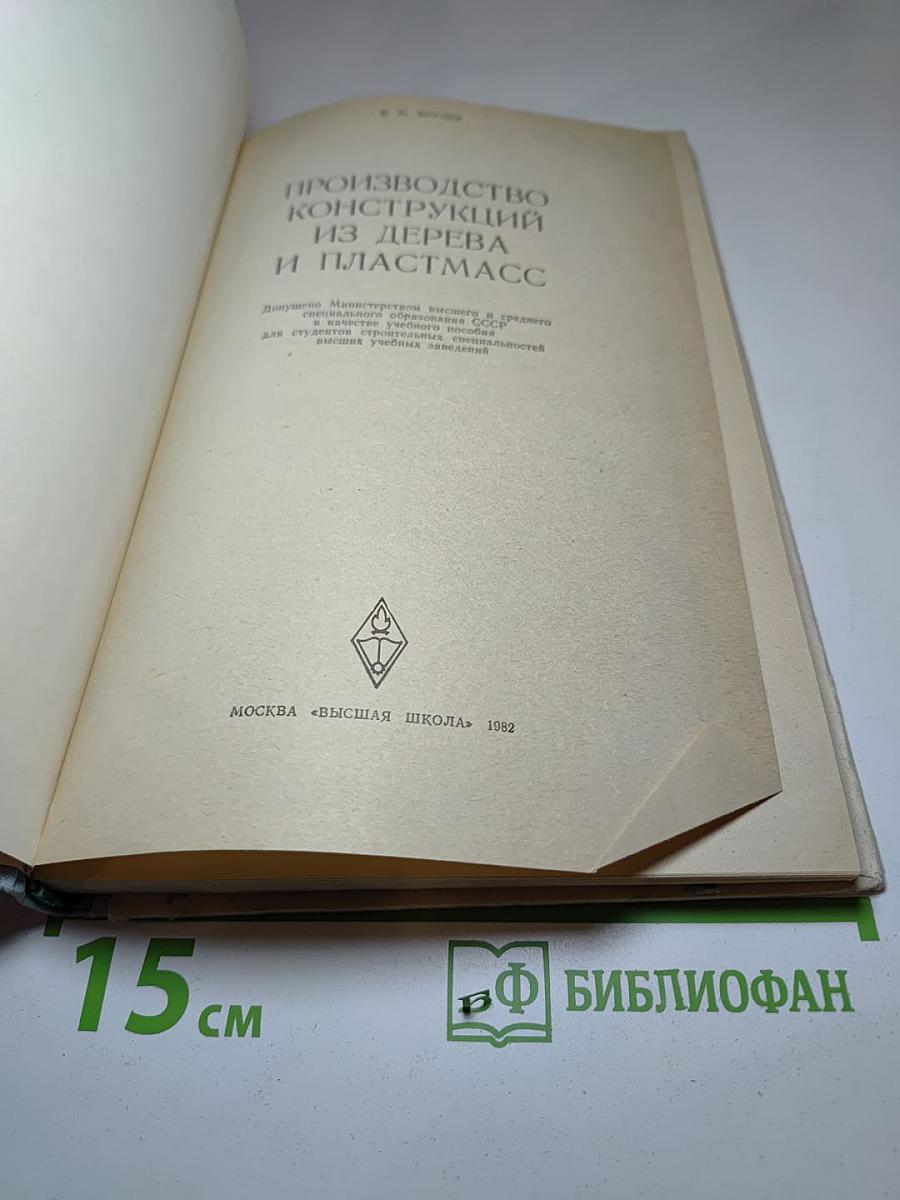 ПРОИЗВОДСТВО
КОНСТРУКЦИЙ
ИЗ ДЕРЕВА
И ПЛАСТМАСС
Допущено Министерством высшего и среднего
специального образования СССР
в качестве учебного пособия
для студентов строительных специальностей
высших учебных заведений
МОСКВА «ВЫСШАЯ ШКОЛА» 1982
15 см
БФ БИБЛИОФАН